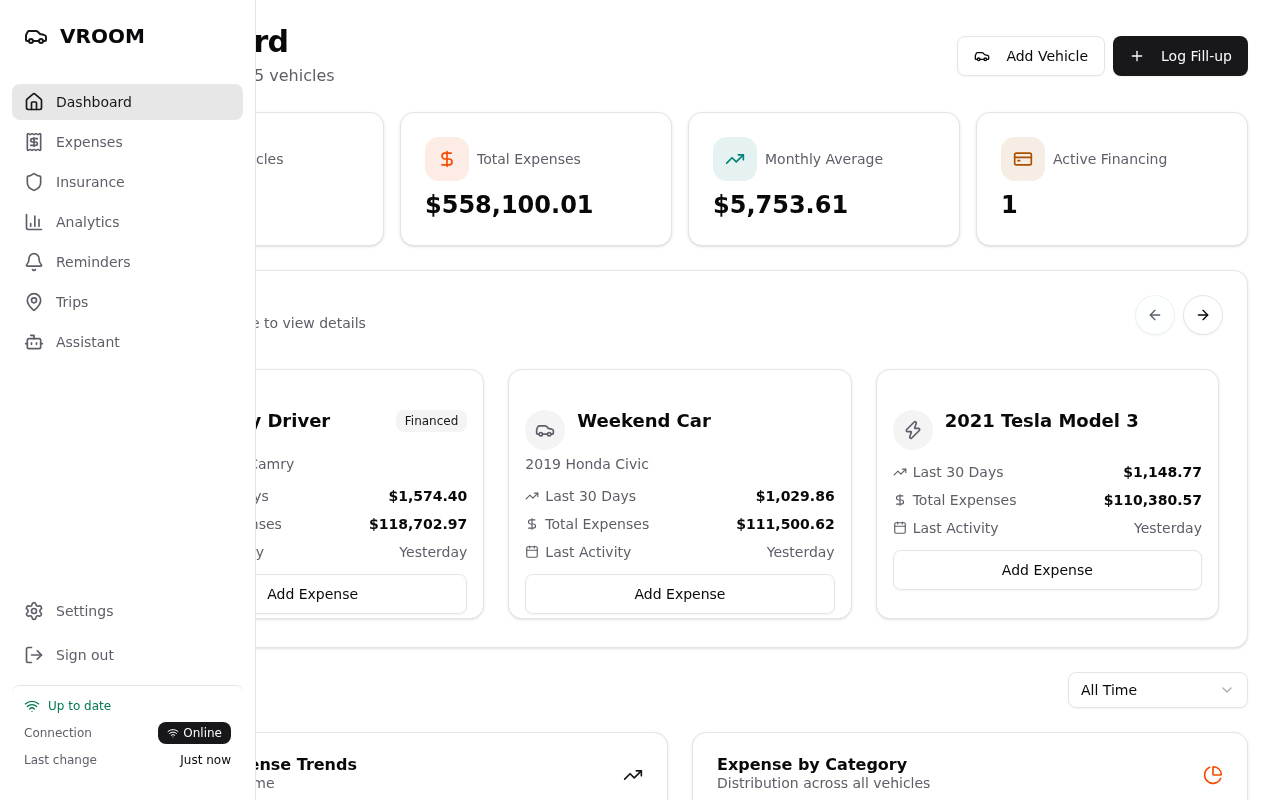 VROOM
Dashboard
Expenses
Insurance
Analytics
Reminders
Trips
Assistant
Settings
Sign out
Up to date
Connection
Online
Last change
Just now
rd
5 vehicles
Add Vehicle
Log Fill-up
cles
Total Expenses
$558,100.01
Monthly Average
$5,753.61
Active Financing
1
e to view details
y Driver
Financed
Camry
ys $1,574.40
nses $118,702.97
y Yesterday
Add Expense
Weekend Car
2019 Honda Civic
Last 30 Days $1,029.86
Total Expenses $111,500.62
Last Activity Yesterday
Add Expense
2021 Tesla Model 3
Last 30 Days $1,148.77
Total Expenses $110,380.57
Last Activity Yesterday
Add Expense
All Time
ense Trends
me
Expense by Category
Distribution across all vehicles